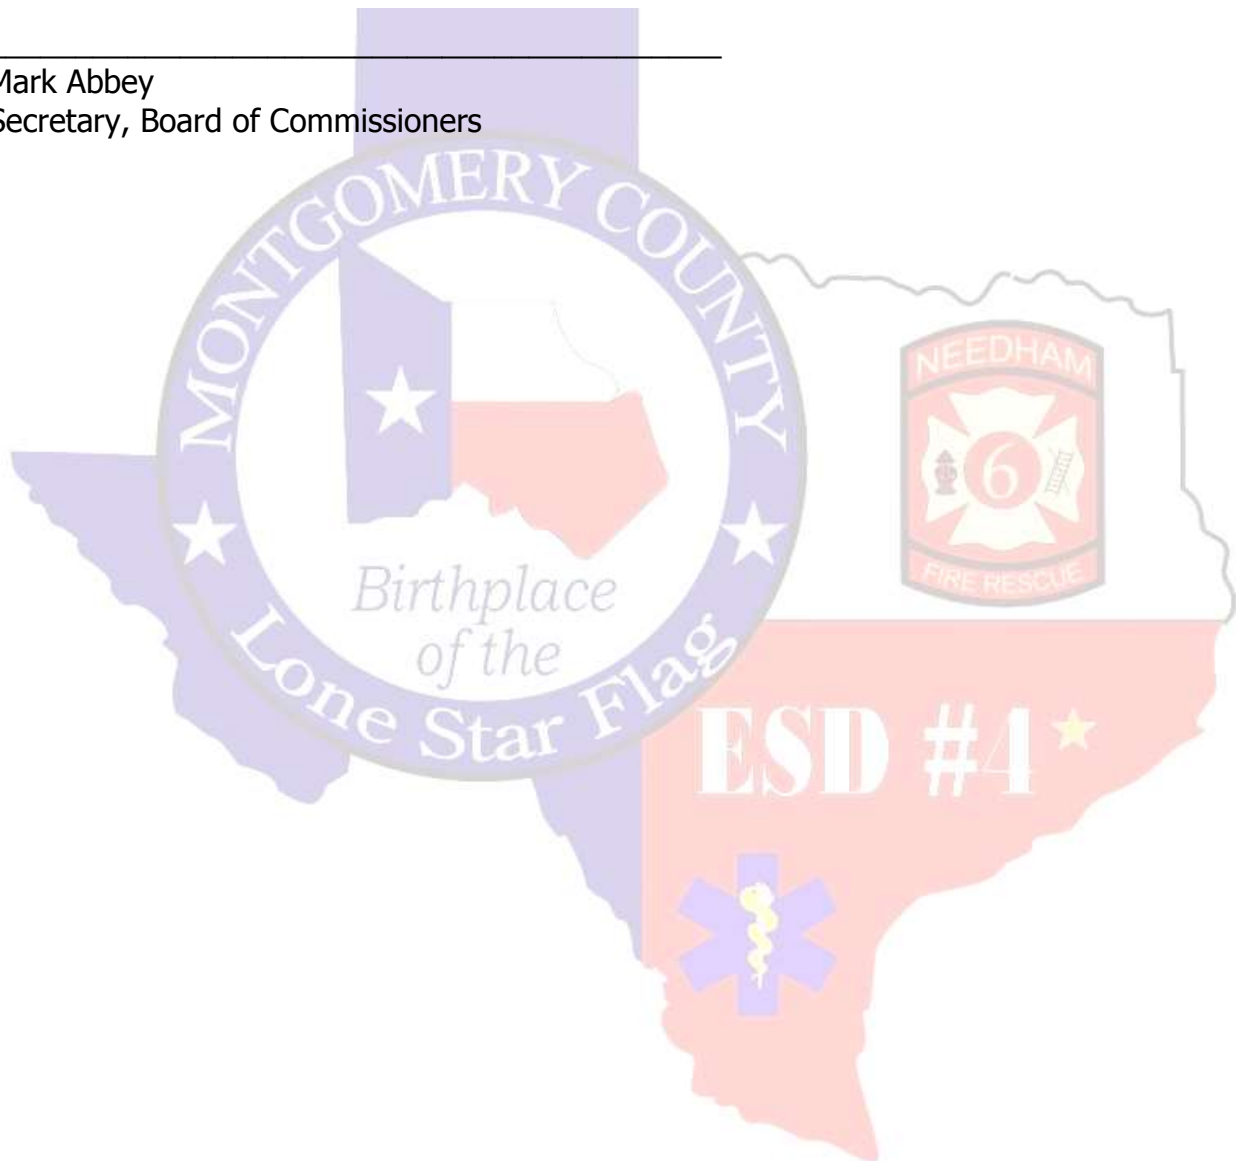 Mark Abbey
Secretary, Board of Commissioners
MONTGOMERY COUNTY
Birthplace
of the
Lone Star Flag
NEEDHAM
6
FIRE RESCUE
ESD #4